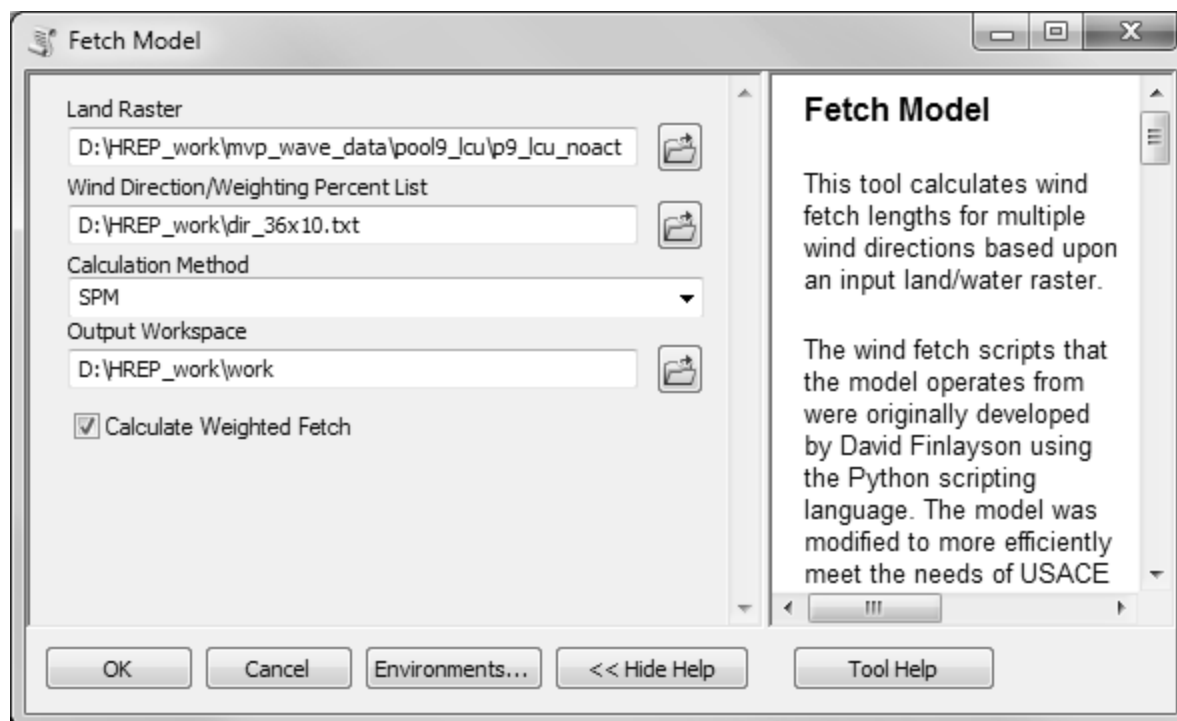 Fetch Model
Land Raster
D:\HREP_work\mvp_wave_data\pool9_lcu\p9_lcu_noact
Wind Direction/Weighting Percent List
D:\HREP_work\dir_36x10.txt
Calculation Method
SPM
Output Workspace
D:\HREP_work\work
Calculate Weighted Fetch
Fetch Model
This tool calculates wind
fetch lengths for multiple
wind directions based upon
an input land/water raster.
The wind fetch scripts that
the model operates from
were originally developed
by David Finlayson using
the Python scripting
language. The model was
modified to more efficiently
meet the needs of USACE
OK
Cancel
Environments...
<< Hide Help
Tool Help